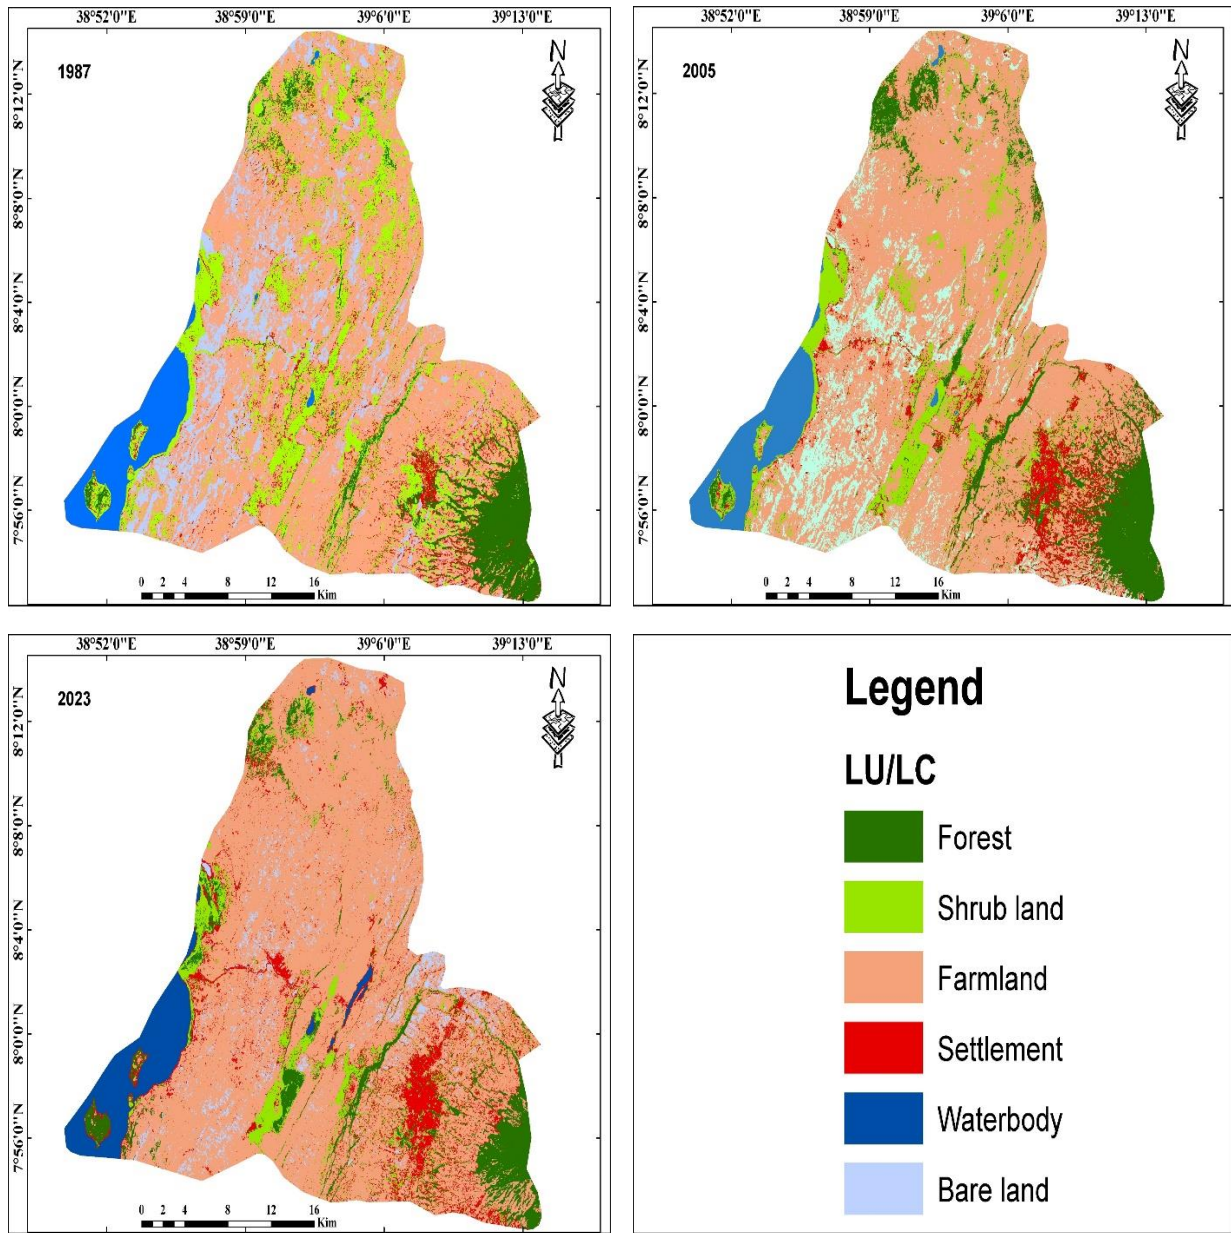 38°52'0"E 38°59'0"E 39°6'0"E 39°13'0"E
1987
N
8°12'0"N
8°8'0"N
8°4'0"N
8°0'0"N
7°56'0"N
0 2 4 8 12 16
Kim
38°52'0"E 38°59'0"E 39°6'0"E 39°13'0"E
2005
N
8°12'0"N
8°8'0"N
8°4'0"N
8°0'0"N
7°56'0"N
0 2 4 8 12 16
Kim
38°52'0"E 38°59'0"E 39°6'0"E 39°13'0"E
2023
N
8°12'0"N
8°8'0"N
8°4'0"N
8°0'0"N
7°56'0"N
0 2 4 8 12 16
Kim
Legend
LU/LC
Forest
Shrub land
Farmland
Settlement
Waterbody
Bare land